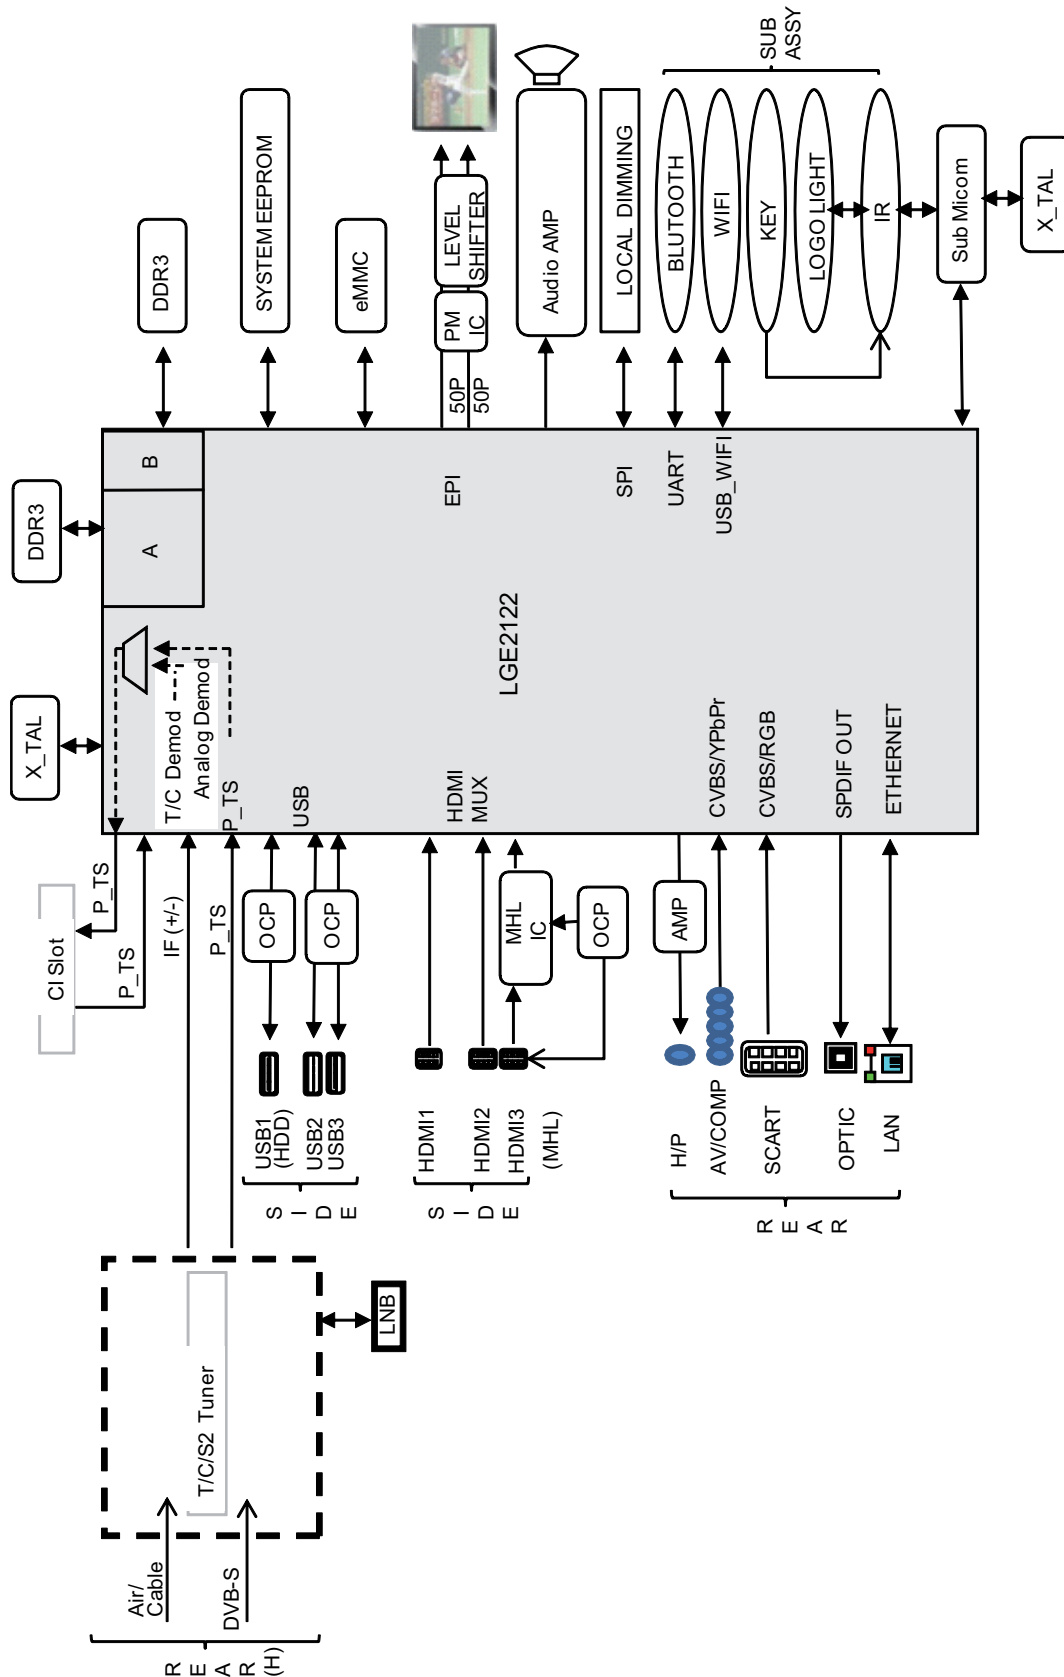 REAR
(H)
Air/
Cable
DVB-S
T/C/S2 Tuner
LNB
CI Slot
P_TS
P_TS
IF (+/-)
P_TS
USB1
(HDD)
USB2
USB3
SIDE
OCP
OCP
HDMI1
HDMI2
HDMI3
(MHL)
SIDE
MHL
IC
OCP
H/P
AV/COMP
SCART
OPTIC
LAN
REAR
AMP
X_TAL
DDR3
T/C Demod
Analog Demod
P_TS
USB
HDMI
MUX
CVBS/YPbPr
CVBS/RGB
SPDIF OUT
ETHERNET
LGE2122
A
B
EPI
SPI
UART
USB_WIFI
DDR3
SYSTEM EEPROM
eMMC
50P
50P
PM
IC
LEVEL
SHIFTER
Audio AMP
LOCAL DIMMING
BLUTOOTH
WIFI
KEY
LOGO LIGHT
IR
SUB
ASSY
Sub Micom
X_TAL